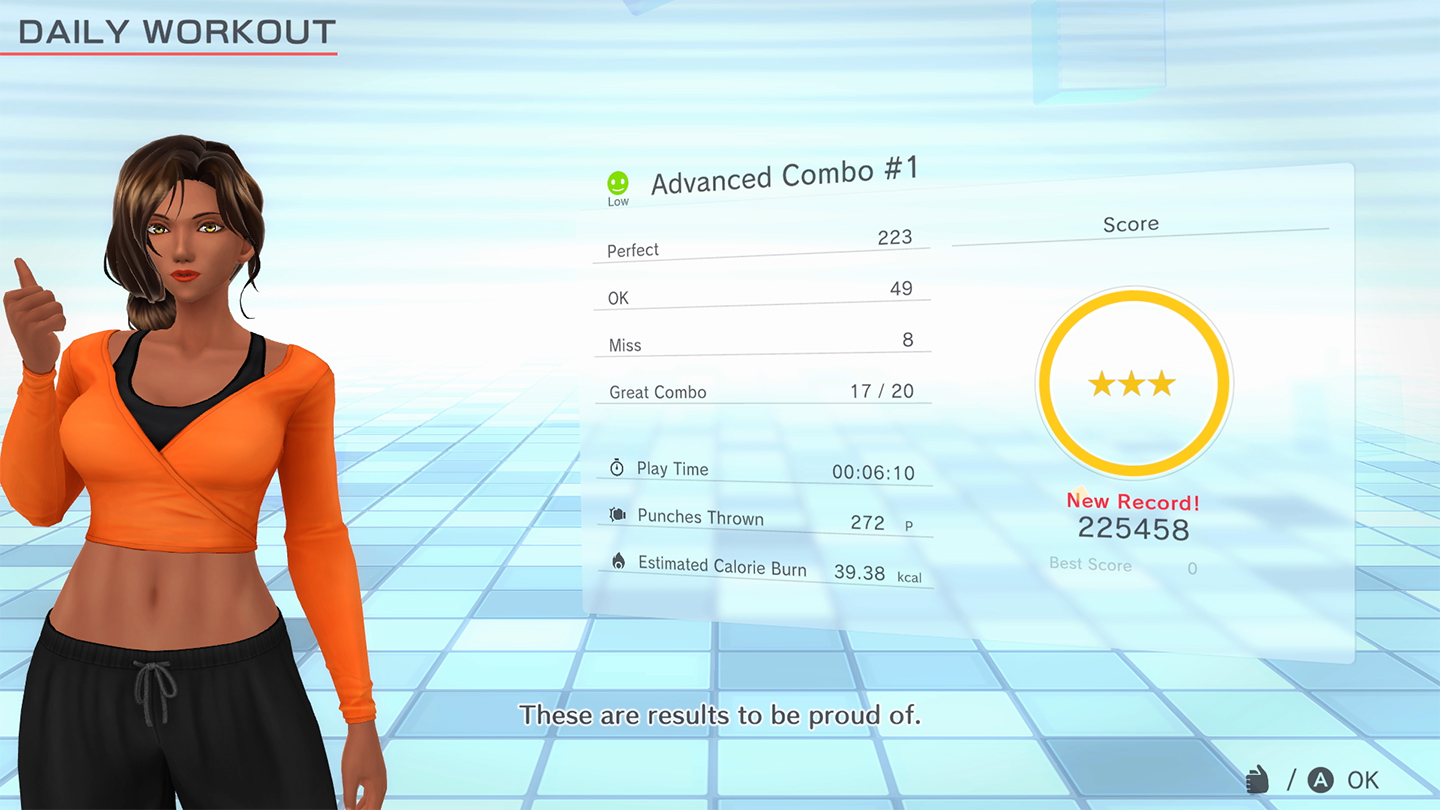 DAILY WORKOUT
Low
Advanced Combo #1
Perfect 223
OK 49
Miss 8
Great Combo 17 / 20
Play Time 00:06:10
Punches Thrown 272 P
Estimated Calorie Burn 39.38 kcal
Score
New Record!
225458
Best Score 0
These are results to be proud of.
/ A OK